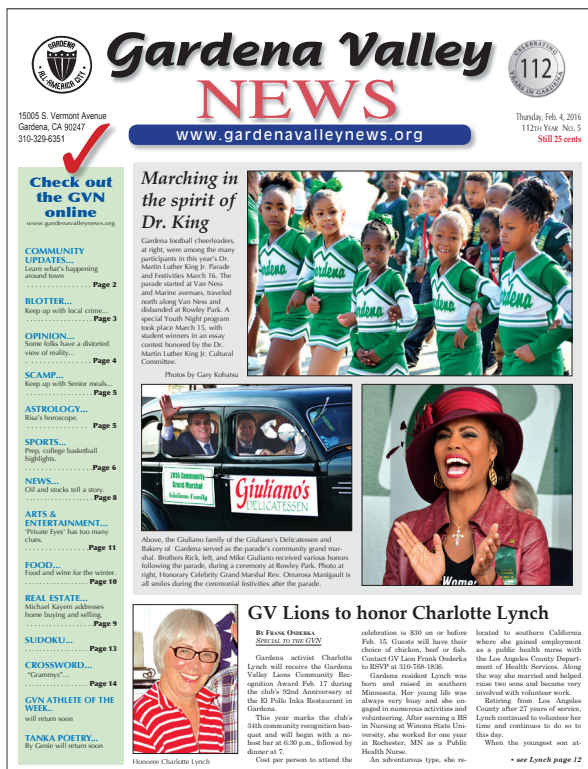 GARDENA
ALL-AMERICA CITY
Gardena Valley
NEWS
CELEBRATING
112
YEARS IN GARDENA
15005 S. Vermont Avenue
Gardena, CA 90247
310-329-6351
www.gardenavalleynews.org
Thursday, Feb. 4, 2016
112TH YEAR NO. 5
Still 25 cents
Check out
the GVN
online
www.gardenavalleynews.org
COMMUNITY
UPDATES...
Learn what's happening
around town
. . . . . . . . . . . . . . . . Page 2
BLOTTER...
Keep up with local crime...
. . . . . . . . . . . . . . . . Page 3
OPINION...
Some folks have a distorted
view of reality...
. . . . . . . . . . . . . . . . Page 4
SCAMP...
Keep up with Senior meals...
. . . . . . . . . . . . . . . . Page 5
ASTROLOGY...
Risa's horoscope.
. . . . . . . . . . . . . . . . Page 5
SPORTS...
Prep, college basketball
highlights.
. . . . . . . . . . . . . . . . Page 6
NEWS...
Oil and stocks tell a story.
. . . . . . . . . . . . . . . . Page 8
ARTS &
ENTERTAINMENT...
'Private Eyes' has too many
clues.
. . . . . . . . . . . . . . . . Page 11
FOOD...
Food and wine for the winter.
. . . . . . . . . . . . . . . . Page 10
REAL ESTATE...
Michael Kayem addresses
home buying and selling.
. . . . . . . . . . . . . . . . Page 9
SUDOKU...
. . . . . . . . . . . . . . . . Page 13
CROSSWORD...
"Grammys"...
. . . . . . . . . . . . . . . . Page 14
GVN ATHLETE OF THE
WEEK..
will return soon
TANKA POETRY...
By Genie will return soon
Marching in
the spirit of
Dr. King
Gardena football cheerleaders,
at right, were among the many
participants in this year's Dr.
Martin Luther King Jr. Parade
and Festivities March 16. The
parade started at Van Ness
and Marine avenues, traveled
north along Van Ness and
disbanded at Rowley Park. A
special Youth Night program
took place March 15, with
student winners in an essay
contest honored by the Dr.
Martin Luther King Jr. Cultural
Committee.
Photos by Gary Kohatsu
Gardena
2016 Community
Grand Marshal
Giuliano Family
Giuliano's
DELICATESSEN
Women
Above, the Giuliano family of the Giuliano's Delicatessen and
Bakery of Gardena served as the parade's community grand mar-
shal. Brothers Rick, left, and Mike Giuliano received various honors
following the parade, during a ceremony at Rowley Park. Photo at
right, Honorary Celebrity Grand Marshal Rev. Omarosa Manigault is
all smiles during the ceremonial festivities after the parade.
Honoree Charlotte Lynch
GV Lions to honor Charlotte Lynch
BY FRANK ONDERKA
SPECIAL TO THE GVN
Gardena activist Charlotte
Lynch will receive the Gardena
Valley Lions Community Rec-
ognition Award Feb. 17 during
the club's 92nd Anniversary at
the El Pollo Inka Restaurant in
Gardena.
This year marks the club's
34th community recognition ban-
quet and will begin with a no-
host bar at 6:30 p.m., followed by
dinner at 7.
Cost per person to attend the
celebration is $30 on or before
Feb. 15. Guests will have their
choice of chicken, beef or fish.
Contact GV Lion Frank Onderka
to RSVP at 310-768-1836.
Gardena resident Lynch was
born and raised in southern
Minnesota. Her young life was
always very busy and she en-
gaged in numerous activities and
volunteering. After earning a BS
in Nursing at Winona State Uni-
versity, she worked for one year
in Rochester, MN as a Public
Health Nurse.
An adventurous type, she re-
located to southern California
where she gained employment
as a public health nurse with
the Los Angeles County Depart-
ment of Health Services. Along
the way she married and helped
raise two sons and became very
involved with volunteer work.
Retiring from Los Angeles
County after 27 years of service,
Lynch continued to volunteer her
time and continues to do so to
this day.
When the youngest son at-
• see Lynch page 12